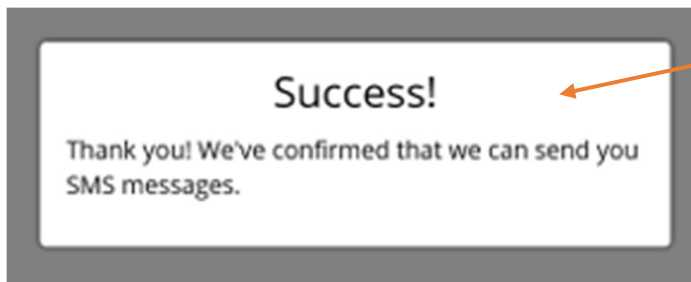 Success!
Thank you! We've confirmed that we can send you
SMS messages.